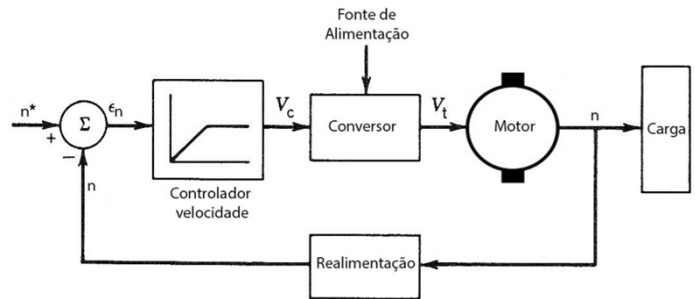 Fonte de
Alimentação
n*
+
−
Σ
ϵn
Vc
Conversor
Vt
Motor
n
Carga
n
Controlador
velocidade
Realimentação